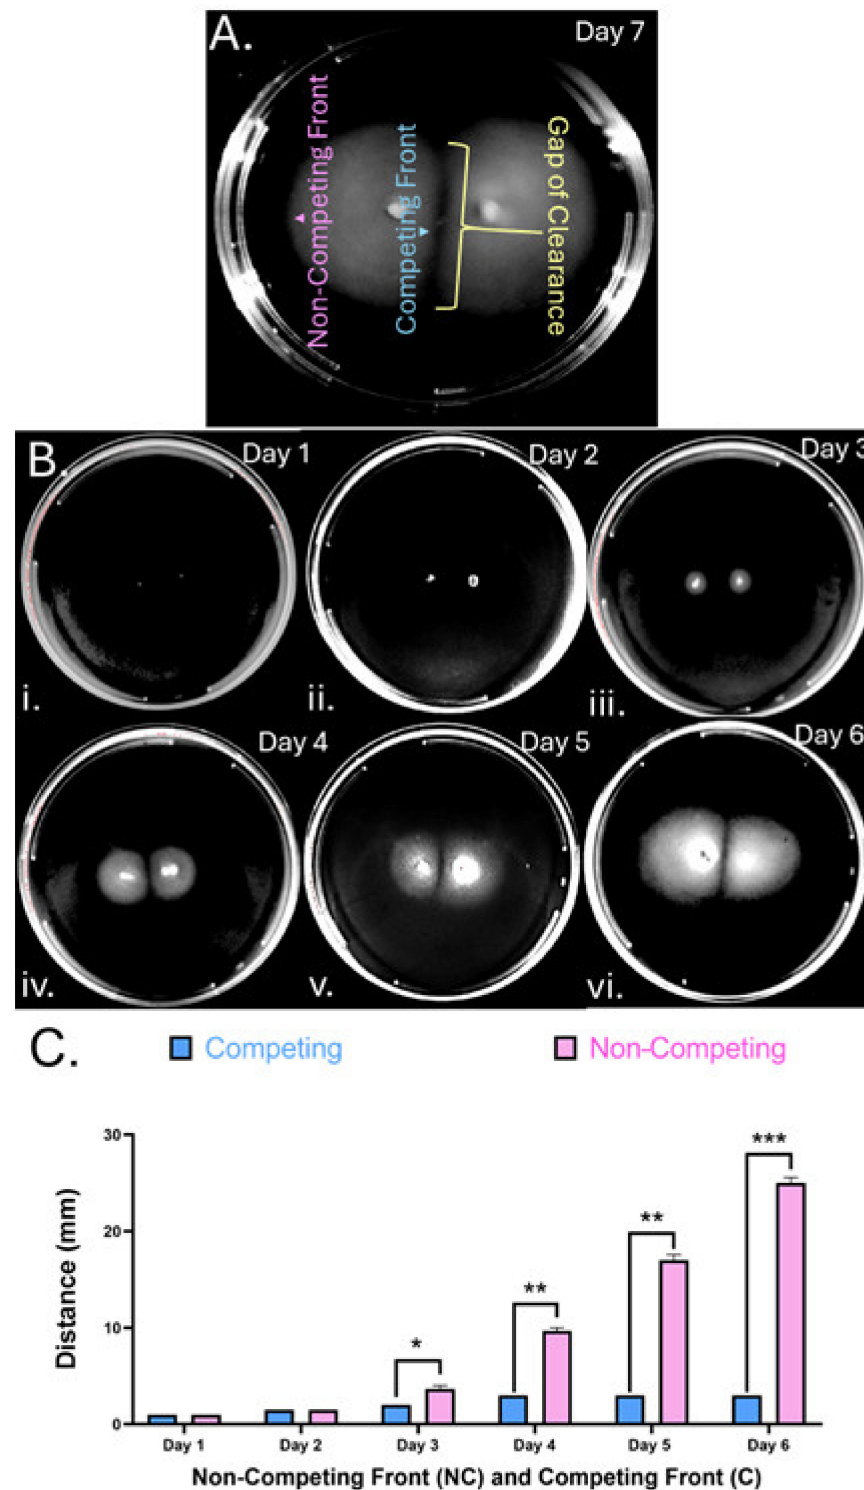 A.
Day 7
Non-Competing Front
Competing Front
Gap of Clearance
B.
Day 1
Day 2
Day 3
i.
ii.
iii.
Day 4
Day 5
Day 6
iv.
v.
vi.
C.
Competing
Non-Competing
30
20
10
0
Distance (mm)
*
**
**
***
Day 1
Day 2
Day 3
Day 4
Day 5
Day 6
Non-Competing Front (NC) and Competing Front (C)